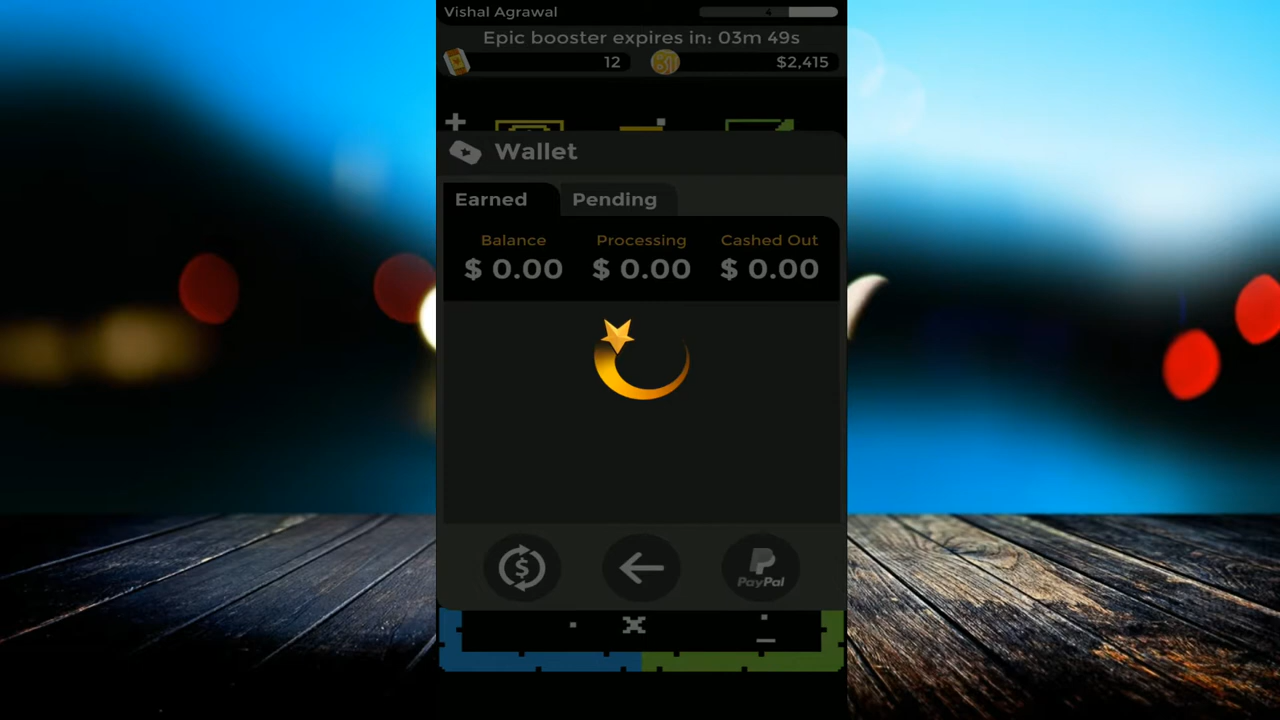 Vishal Agrawal
4
Epic booster expires in: 03m 49s
12
$2,415
Wallet
Earned
Pending
Balance
Processing
Cashed Out
$ 0.00
$ 0.00
$ 0.00
PayPal